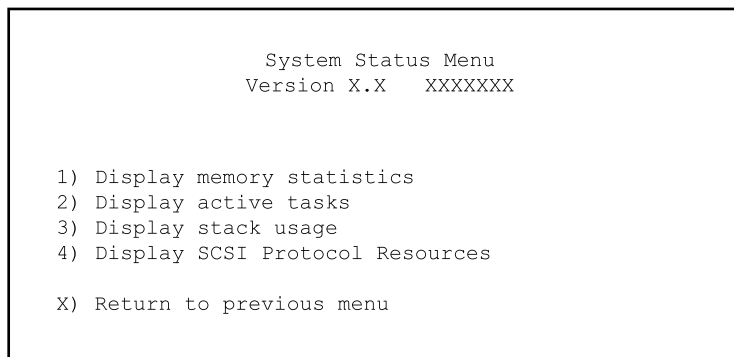 System Status Menu
Version X.X XXXXXXX
1) Display memory statistics
2) Display active tasks
3) Display stack usage
4) Display SCSI Protocol Resources
X) Return to previous menu